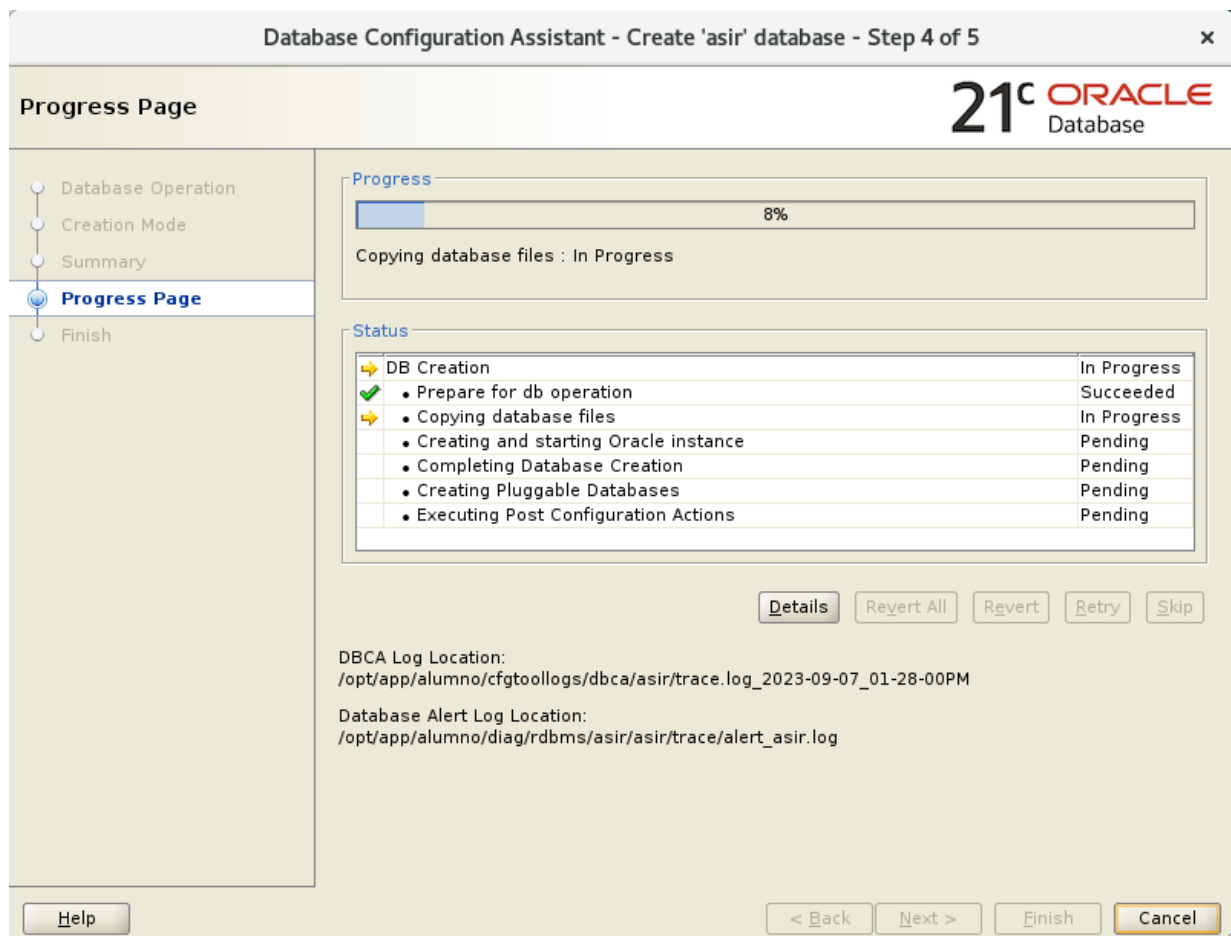 Database Configuration Assistant - Create 'asir' database - Step 4 of 5 ×
Progress Page
21c ORACLE
Database
Database Operation
Creation Mode
Summary
Progress Page
Finish
Progress
8%
Copying database files : In Progress
Status
DB Creation In Progress
• Prepare for db operation Succeeded
• Copying database files In Progress
• Creating and starting Oracle instance Pending
• Completing Database Creation Pending
• Creating Pluggable Databases Pending
• Executing Post Configuration Actions Pending
Details Revert All Revert Retry Skip
DBCA Log Location:
/opt/app/alumno/cfgtoollogs/dbca/asir/trace.log_2023-09-07_01-28-00PM
Database Alert Log Location:
/opt/app/alumno/diag/rdbms/asir/asir/trace/alert_asir.log
Help < Back Next > Finish Cancel